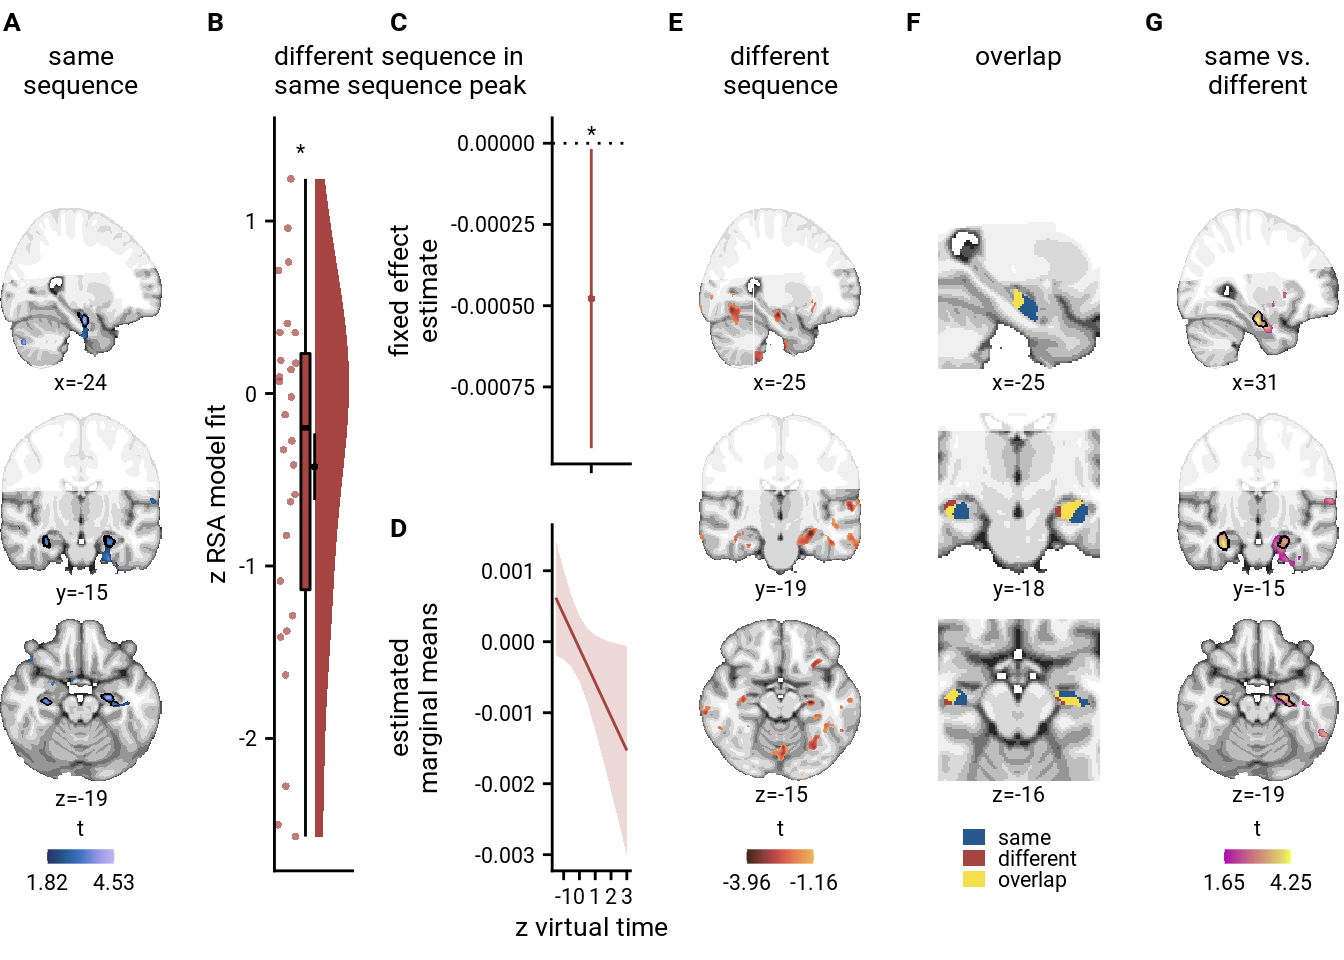 A
same
sequence
x=-24
y=-15
z=-19
t
1.82 4.53
B
different sequence in
same sequence peak
*
1
0
-1
-2
z RSA model fit
C
*
0.00000
-0.00025
-0.00050
-0.00075
fixed effect
estimate
D
0.001
0.000
-0.001
-0.002
-0.003
estimated
marginal means
-1 0 1 2 3
z virtual time
E
different
sequence
x=-25
y=-19
z=-15
t
-3.96 -1.16
F
overlap
x=-25
y=-18
z=-16
same
different
overlap
G
same vs.
different
x=31
y=-15
z=-19
t
1.65 4.25